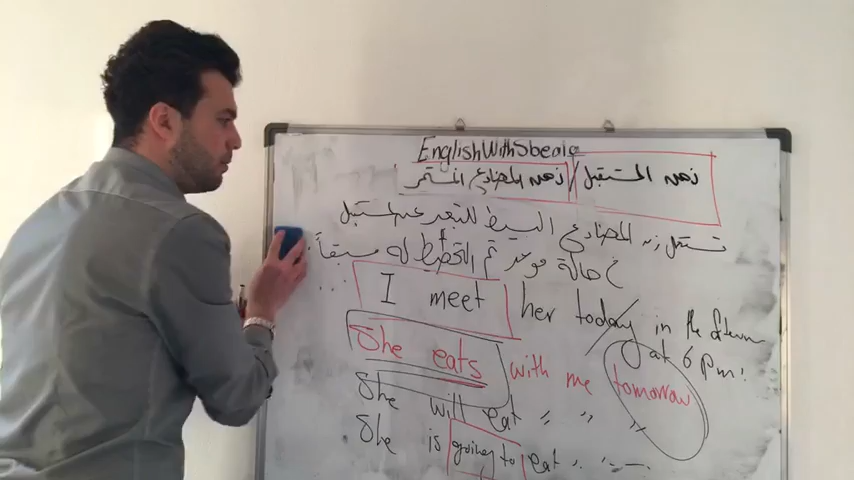 EnglishWithSbeata
زمن المستقبل / زمن المضارع المستمر
تستعمل زمن المضارع البسيط للتعبير عن المستقبل
في حالة موعد تم التخطيط له مسبقاً
I meet her today in the
at 6 pm!
She eats with me tomorrow
She will eat " " "
She is going to eat " "